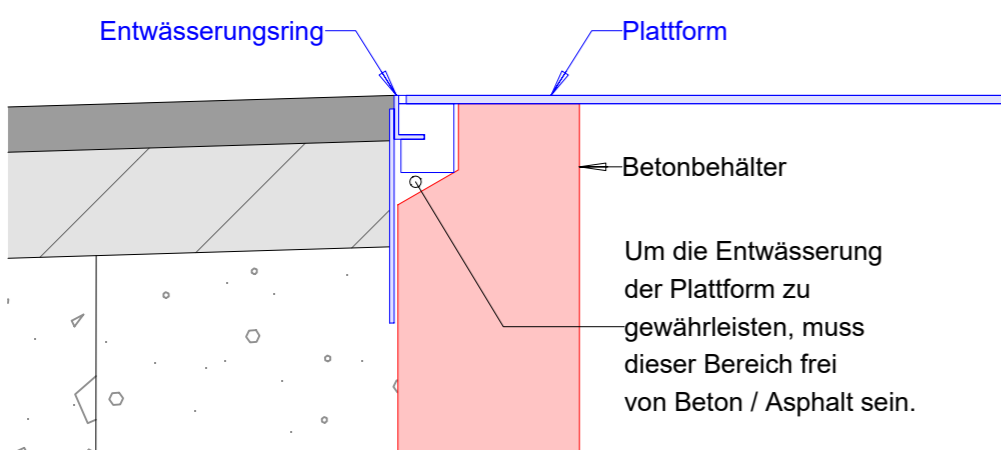 Entwässerungsring
Plattform
Betonbehälter
Um die Entwässerung
der Plattform zu
gewährleisten, muss
dieser Bereich frei
von Beton / Asphalt sein.